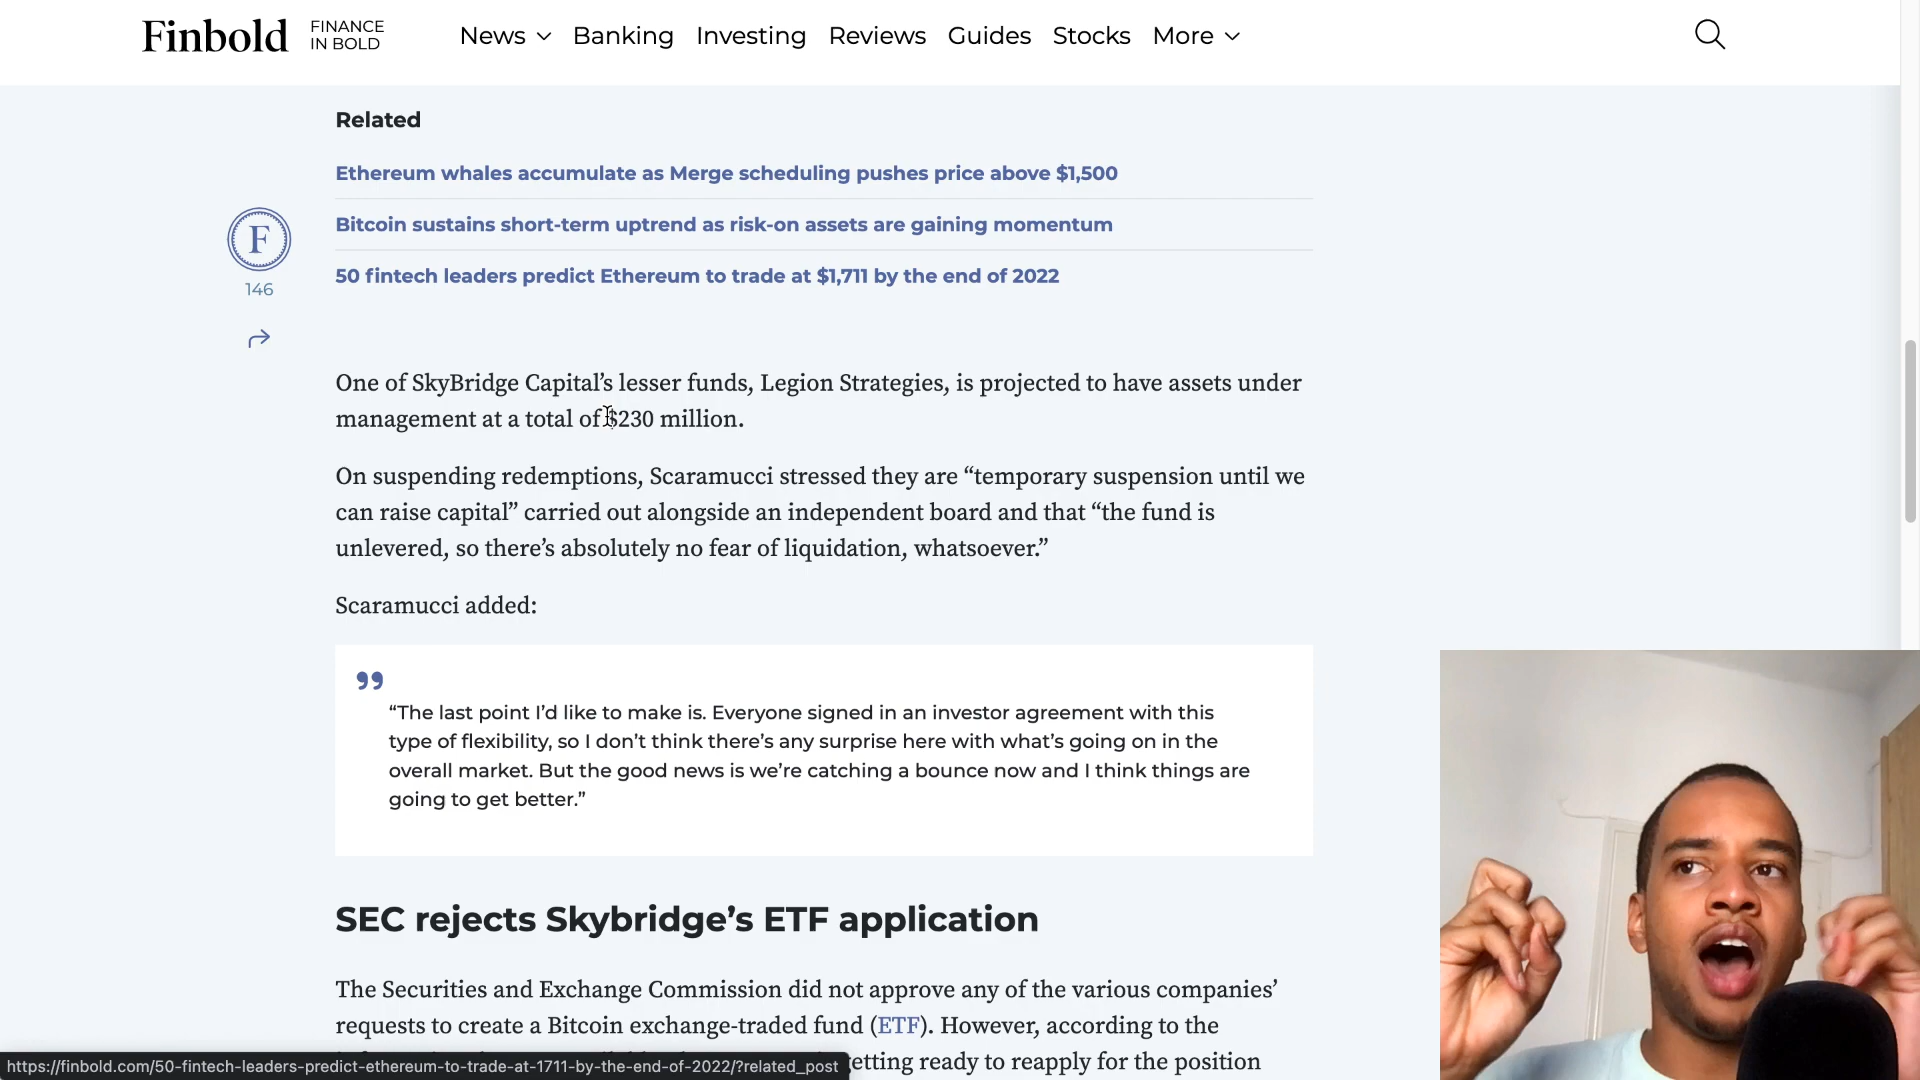 Finbold
FINANCE
IN BOLD
News
Banking
Investing
Reviews
Guides
Stocks
More
Related
Ethereum whales accumulate as Merge scheduling pushes price above $1,500
Bitcoin sustains short-term uptrend as risk-on assets are gaining momentum
50 fintech leaders predict Ethereum to trade at $1,711 by the end of 2022
F
146
One of SkyBridge Capital’s lesser funds, Legion Strategies, is projected to have assets under
management at a total of $230 million.
On suspending redemptions, Scaramucci stressed they are “temporary suspension until we
can raise capital” carried out alongside an independent board and that “the fund is
unlevered, so there’s absolutely no fear of liquidation, whatsoever.”
Scaramucci added:
”
“The last point I’d like to make is. Everyone signed in an investor agreement with this
type of flexibility, so I don’t think there’s any surprise here with what’s going on in the
overall market. But the good news is we’re catching a bounce now and I think things are
going to get better.”
SEC rejects Skybridge’s ETF application
The Securities and Exchange Commission did not approve any of the various companies’
requests to create a Bitcoin exchange-traded fund (ETF). However, according to the
ready to reapply for the position
https://finbold.com/50-fintech-leaders-predict-ethereum-to-trade-at-1711-by-the-end-of-2022/?related_post